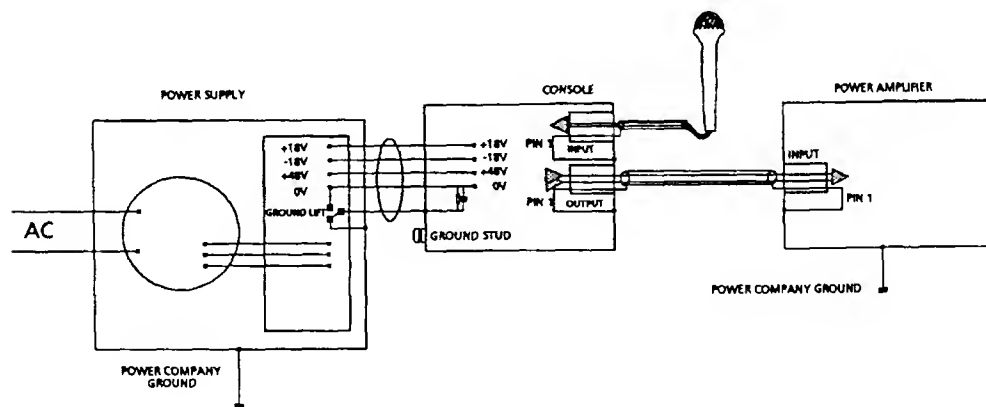 POWER SUPPLY
+18V
-18V
+48V
0V
GROUND LIFT
AC
POWER COMPANY
GROUND
CONSOLE
+18V
-18V
+48V
0V
PIN 1
INPUT
PIN 1
OUTPUT
GROUND STUD
POWER AMPLIFIER
INPUT
PIN 1
POWER COMPANY GROUND